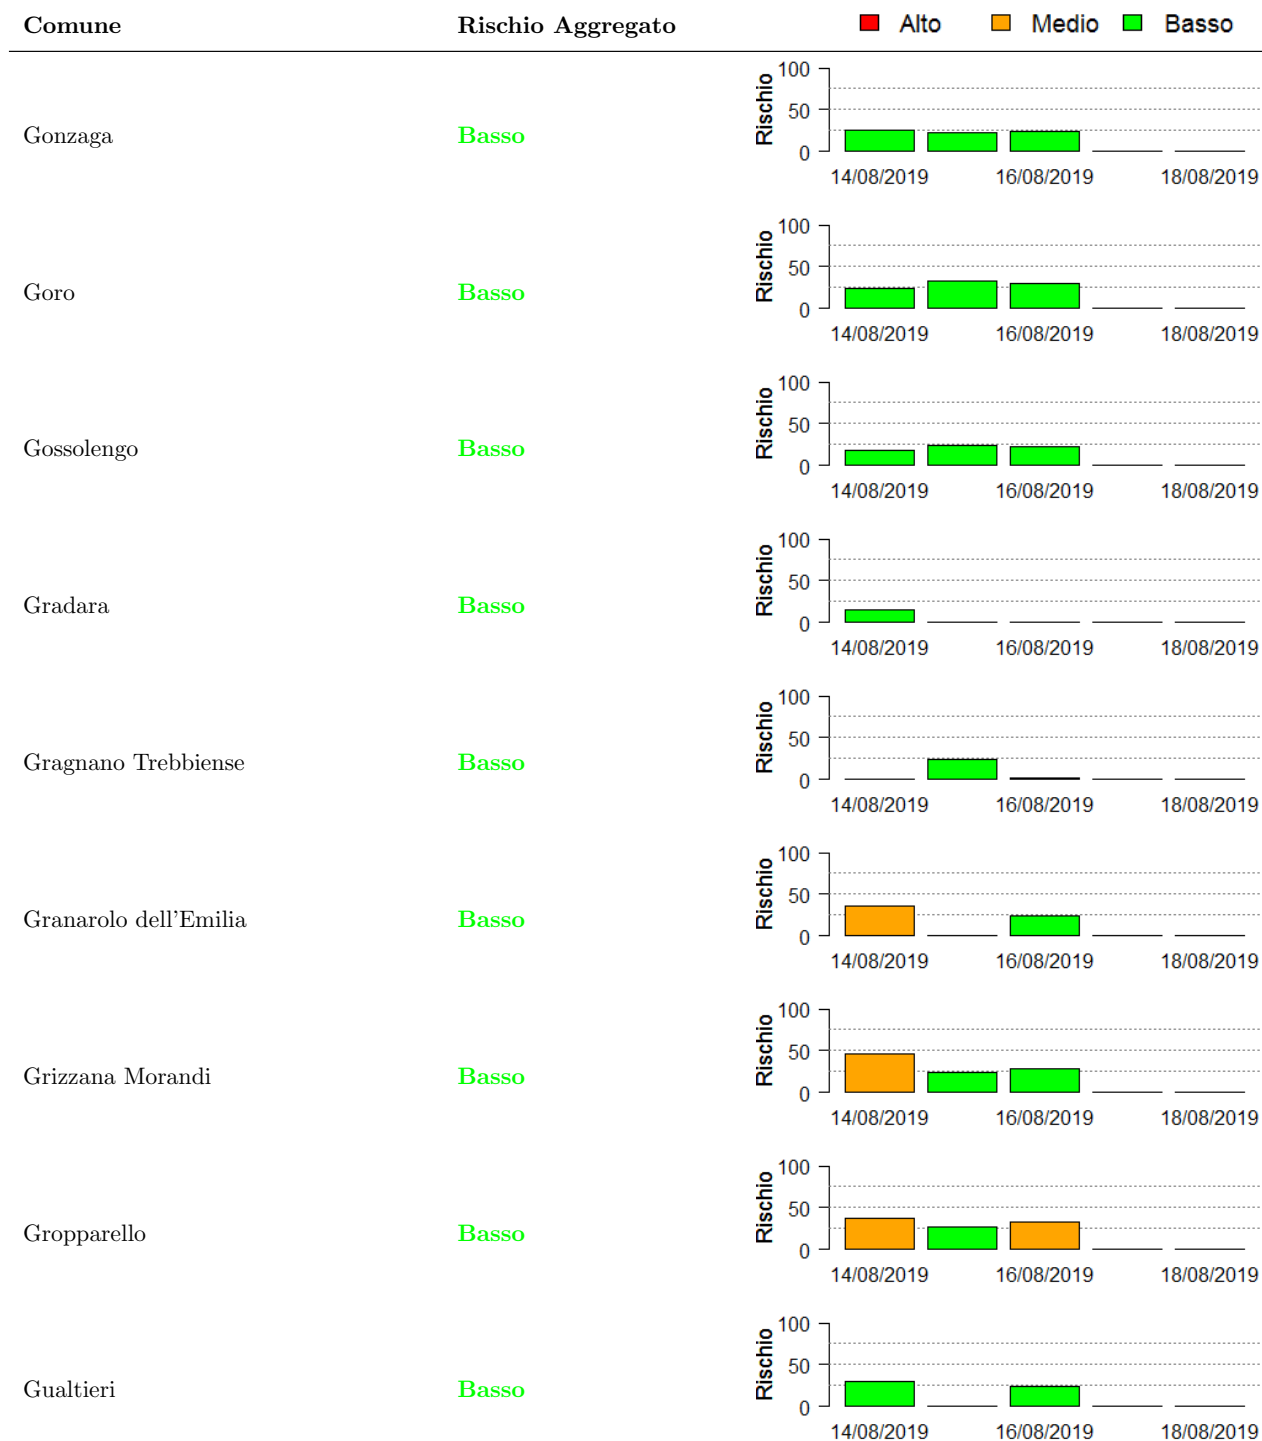 Comune Rischio Aggregato Alto Medio Basso
Gonzaga Basso Rischio 100 50 0
14/08/2019 16/08/2019 18/08/2019
Goro Basso Rischio 100 50 0
14/08/2019 16/08/2019 18/08/2019
Gossolengo Basso Rischio 100 50 0
14/08/2019 16/08/2019 18/08/2019
Gradara Basso Rischio 100 50 0
14/08/2019 16/08/2019 18/08/2019
Gragnano Trebbiense Basso Rischio 100 50 0
14/08/2019 16/08/2019 18/08/2019
Granarolo dell'Emilia Basso Rischio 100 50 0
14/08/2019 16/08/2019 18/08/2019
Grizzana Morandi Basso Rischio 100 50 0
14/08/2019 16/08/2019 18/08/2019
Gropparello Basso Rischio 100 50 0
14/08/2019 16/08/2019 18/08/2019
Gualtieri Basso Rischio 100 50 0
14/08/2019 16/08/2019 18/08/2019